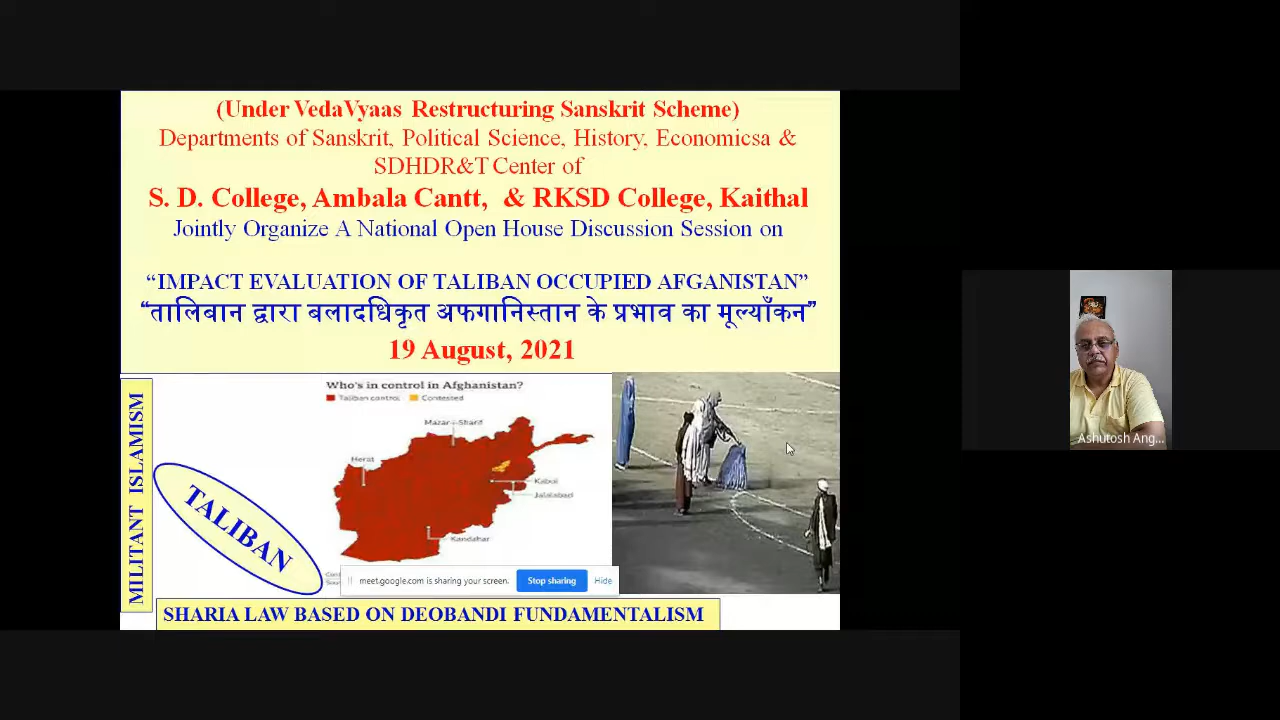 (Under VedaVyaas Restructuring Sanskrit Scheme)
Departments of Sanskrit, Political Science, History, Economicsa &
SDHDR&T Center of
S. D. College, Ambala Cantt, & RKSD College, Kaithal
Jointly Organize A National Open House Discussion Session on
“IMPACT EVALUATION OF TALIBAN OCCUPIED AFGANISTAN”
“तालिबान द्वारा बलादधिकृत अफगानिस्तान के प्रभाव का मूल्याँकन”
19 August, 2021
MILITANT ISLAMISM
TALIBAN
Who's in control in Afghanistan?
Taliban control Contested
Mazar-i-Sharif
Herat
Kabul
Jalalabad
Kandahar
meet.google.com is sharing your screen. Stop sharing Hide
SHARIA LAW BASED ON DEOBANDI FUNDAMENTALISM
Ashutosh Ang...